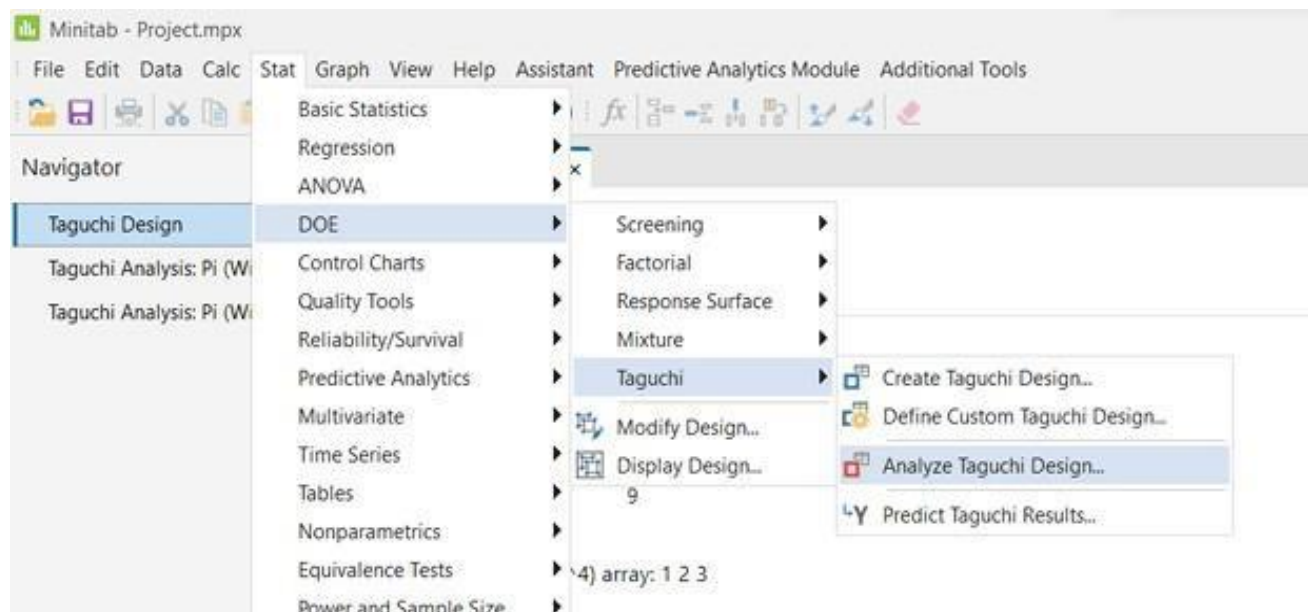 Minitab - Project.mpx
File Edit Data Calc Stat Graph View Help Assistant Predictive Analytics Module Additional Tools
fx
Navigator
Taguchi Design
Taguchi Analysis: Pi (Wi
Taguchi Analysis: Pi (Wi
Basic Statistics
Regression
ANOVA
DOE
Control Charts
Quality Tools
Reliability/Survival
Predictive Analytics
Multivariate
Time Series
Tables
Nonparametrics
Equivalence Tests
Power and Sample Size
Screening
Factorial
Response Surface
Mixture
Taguchi
Modify Design...
Display Design...
Create Taguchi Design...
Define Custom Taguchi Design...
Analyze Taguchi Design...
Predict Taguchi Results...
9
^4) array: 1 2 3